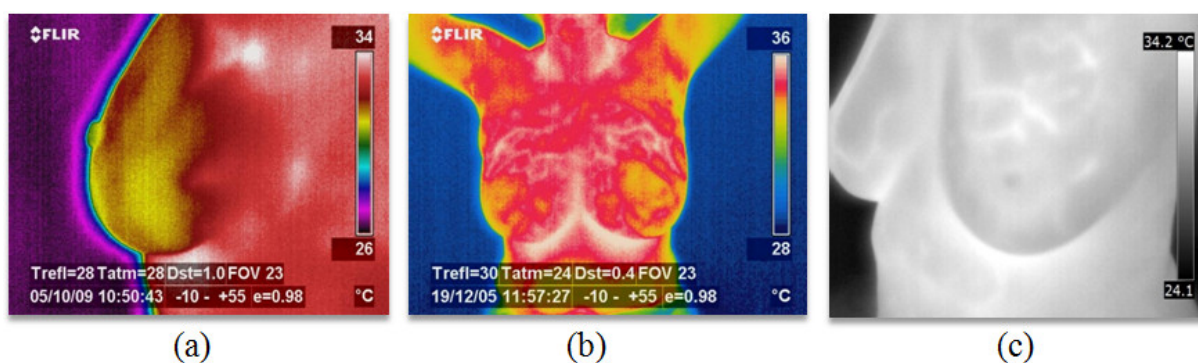 FLIR
34
26
Trefl=28 Tatm=28 Dst=1.0 FOV 23
05/10/09 10:50:43 -10 - +55 e=0.98 °C
(a)
FLIR
36
28
Trefl=30 Tatm=24 Dst=0.4 FOV 23
19/12/05 11:57:27 -10 - +55 e=0.98 °C
(b)
34.2 °C
24.1
(c)